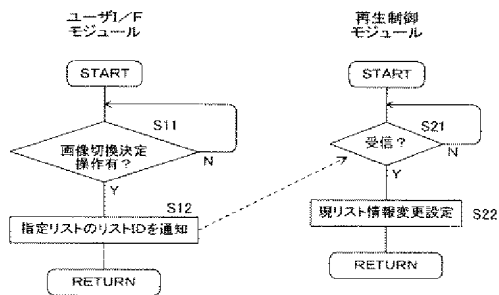 ユーザI/F
モジュール
START
S11
画像切換決定
操作有?
N
Y
S12
指定リストのリストIDを通知
RETURN
再生制御
モジュール
START
S21
受信?
N
Y
現リスト情報変更設定
S22
RETURN